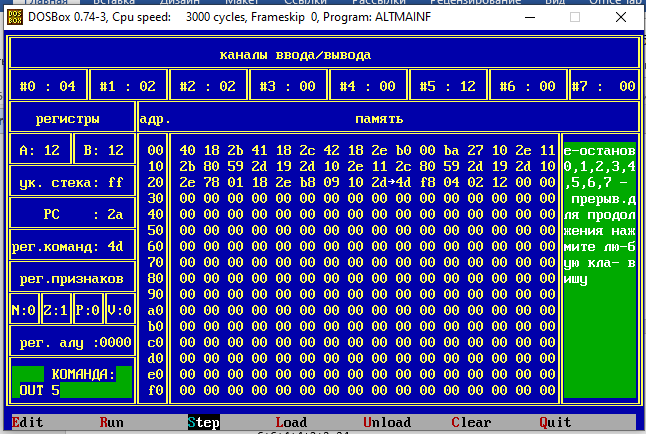 Главная Вставка Дизайн Макет Ссылки Рассылки Рецензирование Вид Office Tab
DOSBox 0.74-3, Cpu speed: 3000 cycles, Frameskip 0, Program: ALTMAINF
каналы ввода/вывода
#0 : 04 #1 : 02 #2 : 02 #3 : 00 #4 : 00 #5 : 12 #6 : 00 #7 : 00
регистры адр. память
A: 12 B: 12
ук. стека: ff
PC : 2a
рег.команд: 4d
рег.признаков
N:0 Z:1 P:0 V:0
рег. алу :0000
КОМАНДА:
OUT 5
00 40 18 2b 41 18 2c 42 18 2e b0 00 ba 27 10 2e 11
10 2b 80 59 2d 19 2d 10 2e 11 2c 80 59 2d 19 2d 10
20 2e 78 01 18 2e b8 09 10 2d→4d f8 04 02 12 00 00
30 00 00 00 00 00 00 00 00 00 00 00 00 00 00 00 00
40 00 00 00 00 00 00 00 00 00 00 00 00 00 00 00 00
50 00 00 00 00 00 00 00 00 00 00 00 00 00 00 00 00
60 00 00 00 00 00 00 00 00 00 00 00 00 00 00 00 00
70 00 00 00 00 00 00 00 00 00 00 00 00 00 00 00 00
80 00 00 00 00 00 00 00 00 00 00 00 00 00 00 00 00
90 00 00 00 00 00 00 00 00 00 00 00 00 00 00 00 00
a0 00 00 00 00 00 00 00 00 00 00 00 00 00 00 00 00
b0 00 00 00 00 00 00 00 00 00 00 00 00 00 00 00 00
c0 00 00 00 00 00 00 00 00 00 00 00 00 00 00 00 00
d0 00 00 00 00 00 00 00 00 00 00 00 00 00 00 00 00
e0 00 00 00 00 00 00 00 00 00 00 00 00 00 00 00 00
f0 00 00 00 00 00 00 00 00 00 00 00 00 00 00 00 00
е-останов
0,1,2,3,4
,5,6,7 -
прерыв.д
ля продол
жения наж
мите лю-б
ую кла- в
ишу
Edit Run Step Load Unload Clear Quit